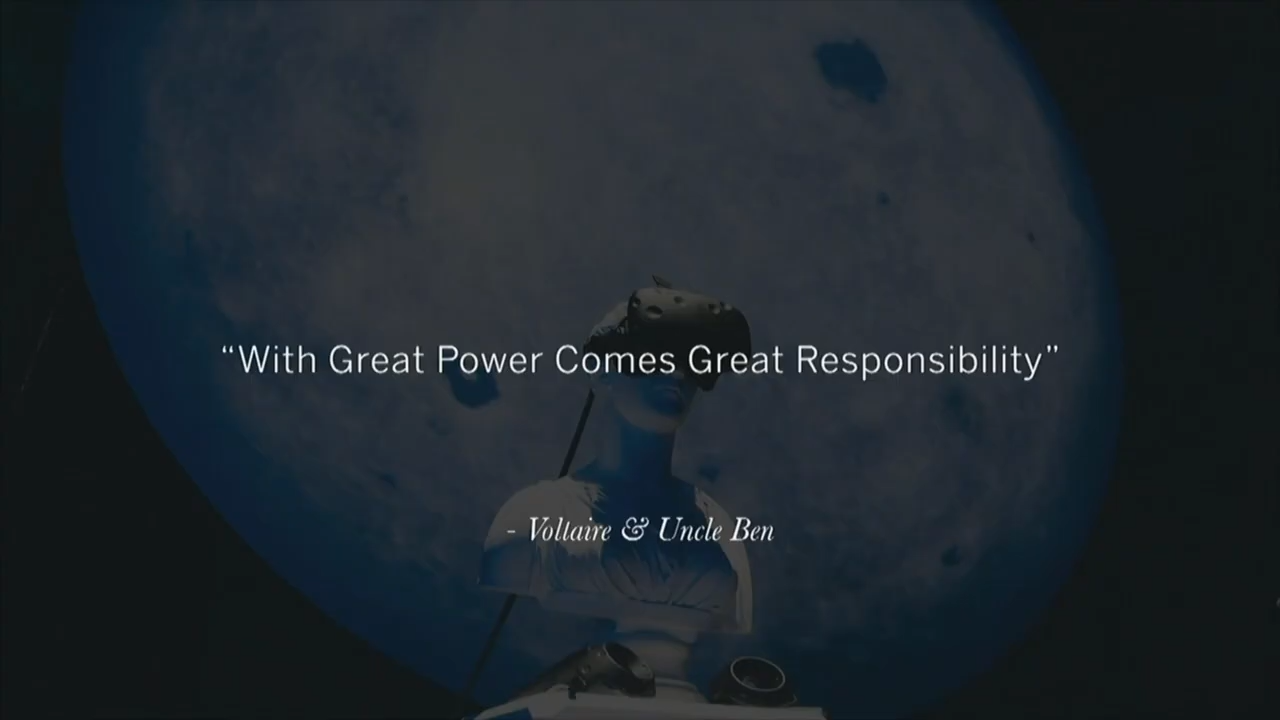 “With Great Power Comes Great Responsibility”
- Voltaire & Uncle Ben